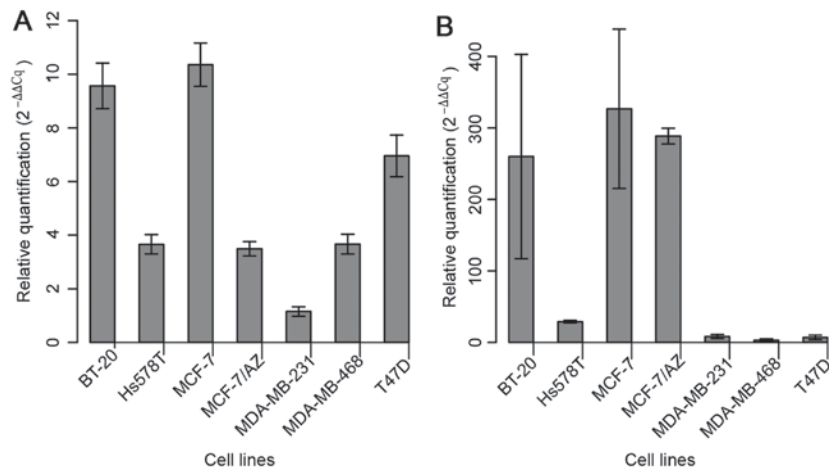 A
Relative quantification (2^-ΔΔCq)
12
10
8
6
4
2
0
BT-20
Hs578T
MCF-7
MCF-7/AZ
MDA-MB-231
MDA-MB-468
T47D
Cell lines
B
Relative quantification (2^-ΔΔCq)
400
300
200
100
0
BT-20
Hs578T
MCF-7
MCF-7/AZ
MDA-MB-231
MDA-MB-468
T47D
Cell lines